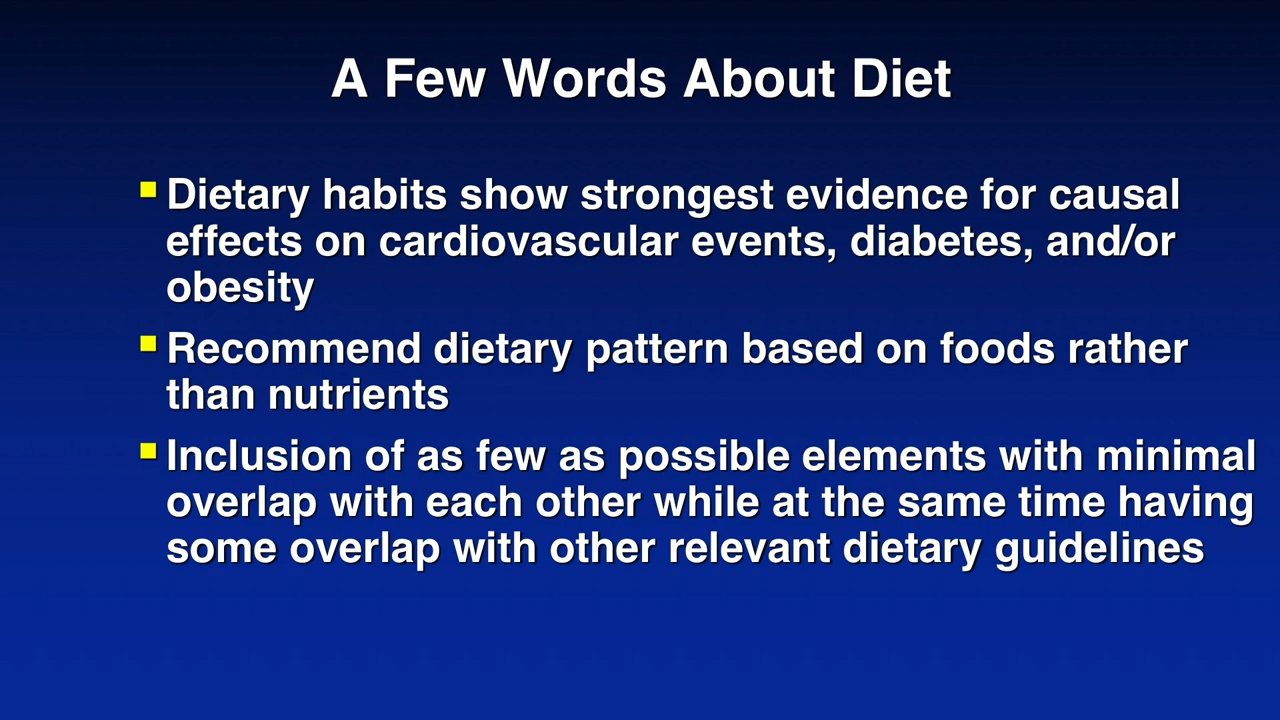 A Few Words About Diet
Dietary habits show strongest evidence for causal
effects on cardiovascular events, diabetes, and/or
obesity
Recommend dietary pattern based on foods rather
than nutrients
Inclusion of as few as possible elements with minimal
overlap with each other while at the same time having
some overlap with other relevant dietary guidelines